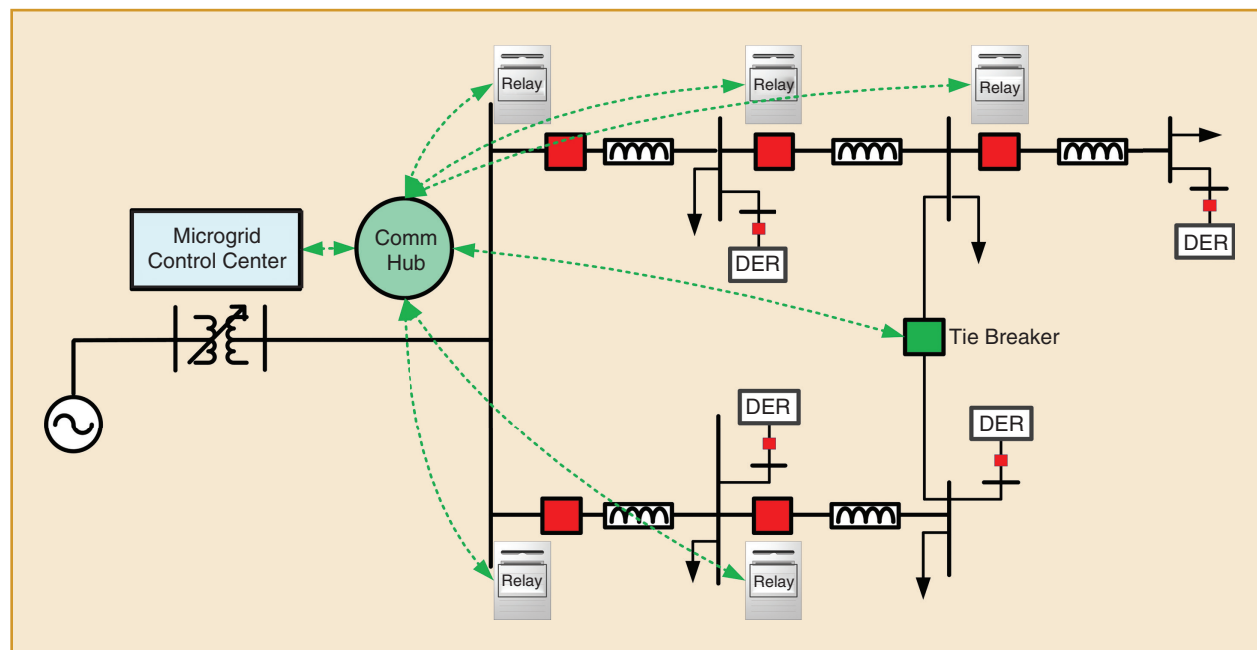 Relay
Relay
Relay
Microgrid
Control Center
Comm
Hub
DER
DER
Tie Breaker
DER
DER
Relay
Relay